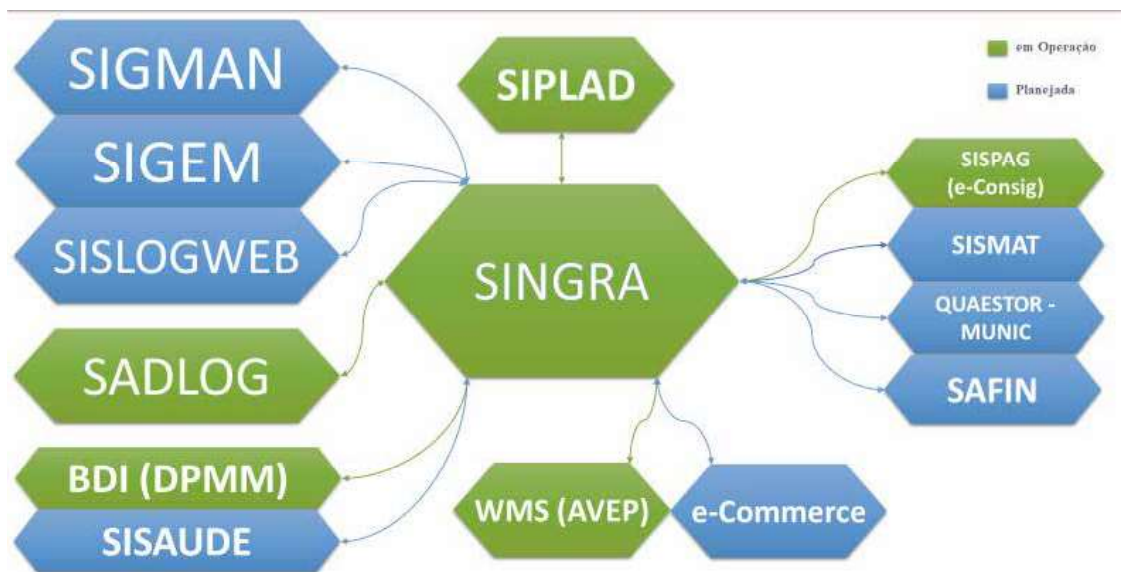 SIGMAN
SIGEM
SISLOGWEB
SADLOG
BDI (DPMM)
SISAUDE
SIPLAD
SINGRA
WMS (AVEP)
e-Commerce
em Operação
Planejada
SISPAG
(e-Consig)
SISMAT
QUAESTOR -
MUNIC
SAFIN